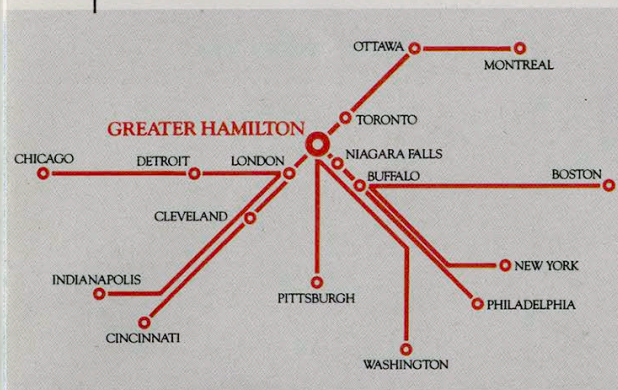 OTTAWA
MONTREAL
TORONTO
GREATER HAMILTON
NIAGARA FALLS
CHICAGO
DETROIT
LONDON
BUFFALO
BOSTON
CLEVELAND
NEW YORK
INDIANAPOLIS
PITTSBURGH
PHILADELPHIA
CINCINNATI
WASHINGTON